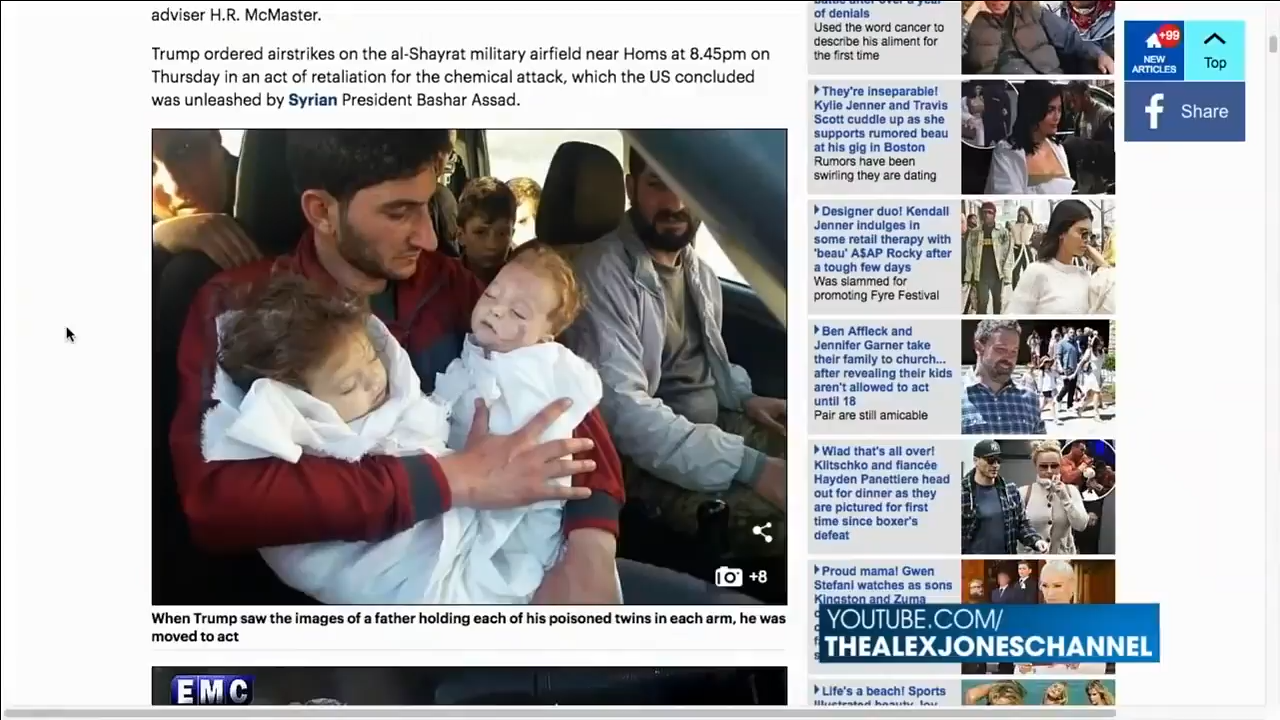 adviser H.R. McMaster.
Trump ordered airstrikes on the al-Shayrat military airfield near Homs at 8.45pm on
Thursday in an act of retaliation for the chemical attack, which the US concluded
was unleashed by Syrian President Bashar Assad.
+8
When Trump saw the images of a father holding each of his poisoned twins in each arm, he was
moved to act
EMC
battle after over a year
of denials
Used the word cancer to
describe his aliment for
the first time
They're inseparable!
Kylie Jenner and Travis
Scott cuddle up as she
supports rumored beau
at his gig in Boston
Rumors have been
swirling they are dating
Designer duo! Kendall
Jenner indulges in
some retail therapy with
'beau' A$AP Rocky after
a tough few days
Was slammed for
promoting Fyre Festival
Ben Affleck and
Jennifer Garner take
their family to church...
after revealing their kids
aren't allowed to act
until 18
Pair are still amicable
Wlad that's all over!
Klitschko and fiancée
Hayden Panettiere head
out for dinner as they
are pictured for first
time since boxer's
defeat
Proud mama! Gwen
Stefani watches as sons
Kingston and Zuma
Life's a beach! Sports
Illustrated beauty Joy
+99
NEW
ARTICLES
Top
f Share
YOUTUBE.COM/
THEALEXJONESCHANNEL